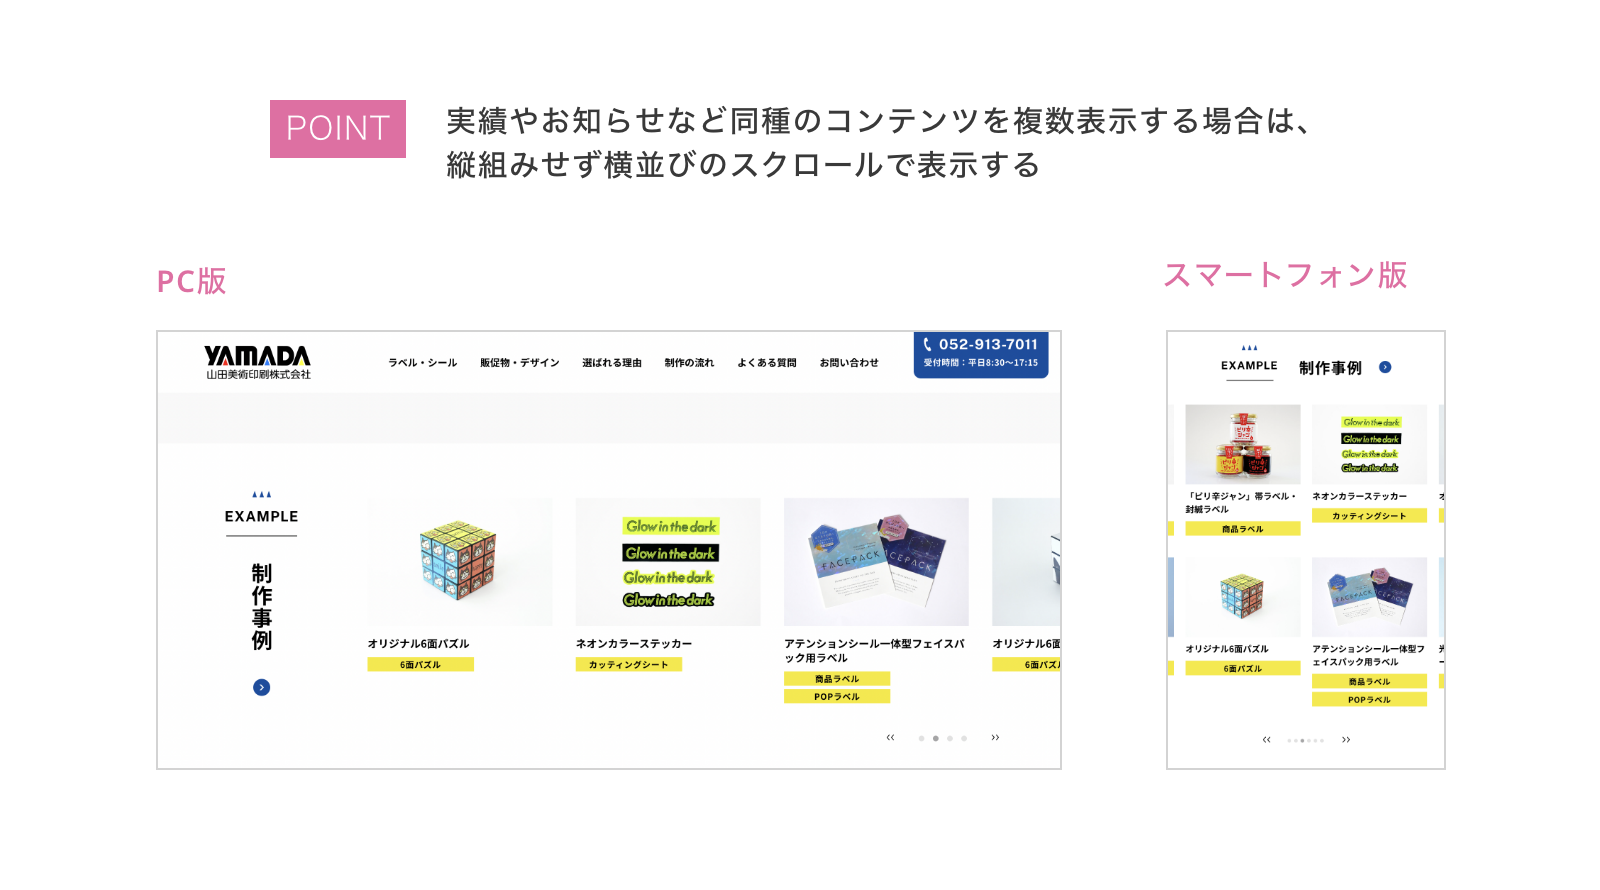 POINT
実績やお知らせなど同種のコンテンツを複数表示する場合は、
縦組みせず横並びのスクロールで表示する
PC版
スマートフォン版
YAMADA
山田美術印刷株式会社
ラベル・シール
販促物・デザイン
選ばれる理由
制作の流れ
よくある質問
お問い合わせ
052-913-7011
受付時間：平日8:30〜17:15
EXAMPLE
制作事例
Glow in the dark
Glow in the dark
Glow in the dark
Glow in the dark
FACEPACK
オリジナル6面パズル
6面パズル
ネオンカラーステッカー
カッティングシート
アテンションシール一体型フェイスパ
ック用ラベル
商品ラベル
POPラベル
オリジナル6面
6面パズ
EXAMPLE
制作事例
Glow in the dark
Glow in the dark
Glow in the dark
Glow in the dark
「ピリ辛ジャン」帯ラベル・
封緘ラベル
商品ラベル
ネオンカラーステッカー
カッティングシート
FACEPACK
オリジナル6面パズル
6面パズル
アテンションシール一体型フ
ェイスパック用ラベル
商品ラベル
POPラベル